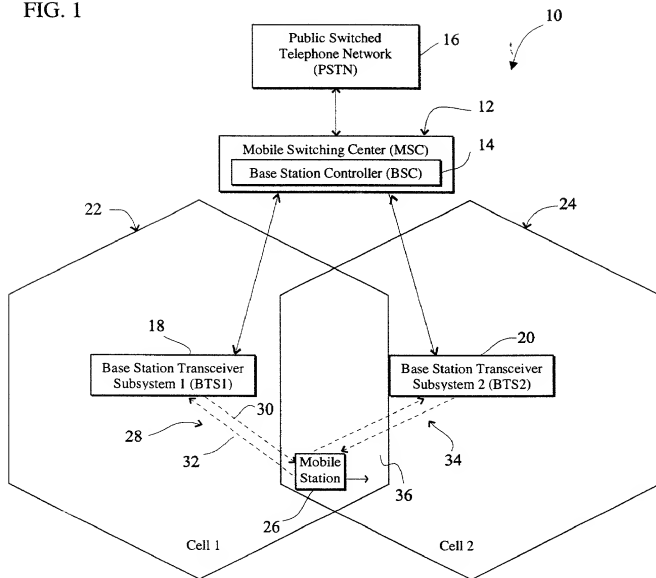 FIG. 1
10
Public Switched
Telephone Network
(PSTN)
16
12
Mobile Switching Center (MSC)
14
Base Station Controller (BSC)
22
24
18
20
Base Station Transceiver
Subsystem 1 (BTS1)
Base Station Transceiver
Subsystem 2 (BTS2)
30
28
32
34
Mobile
Station
36
26
Cell 1
Cell 2